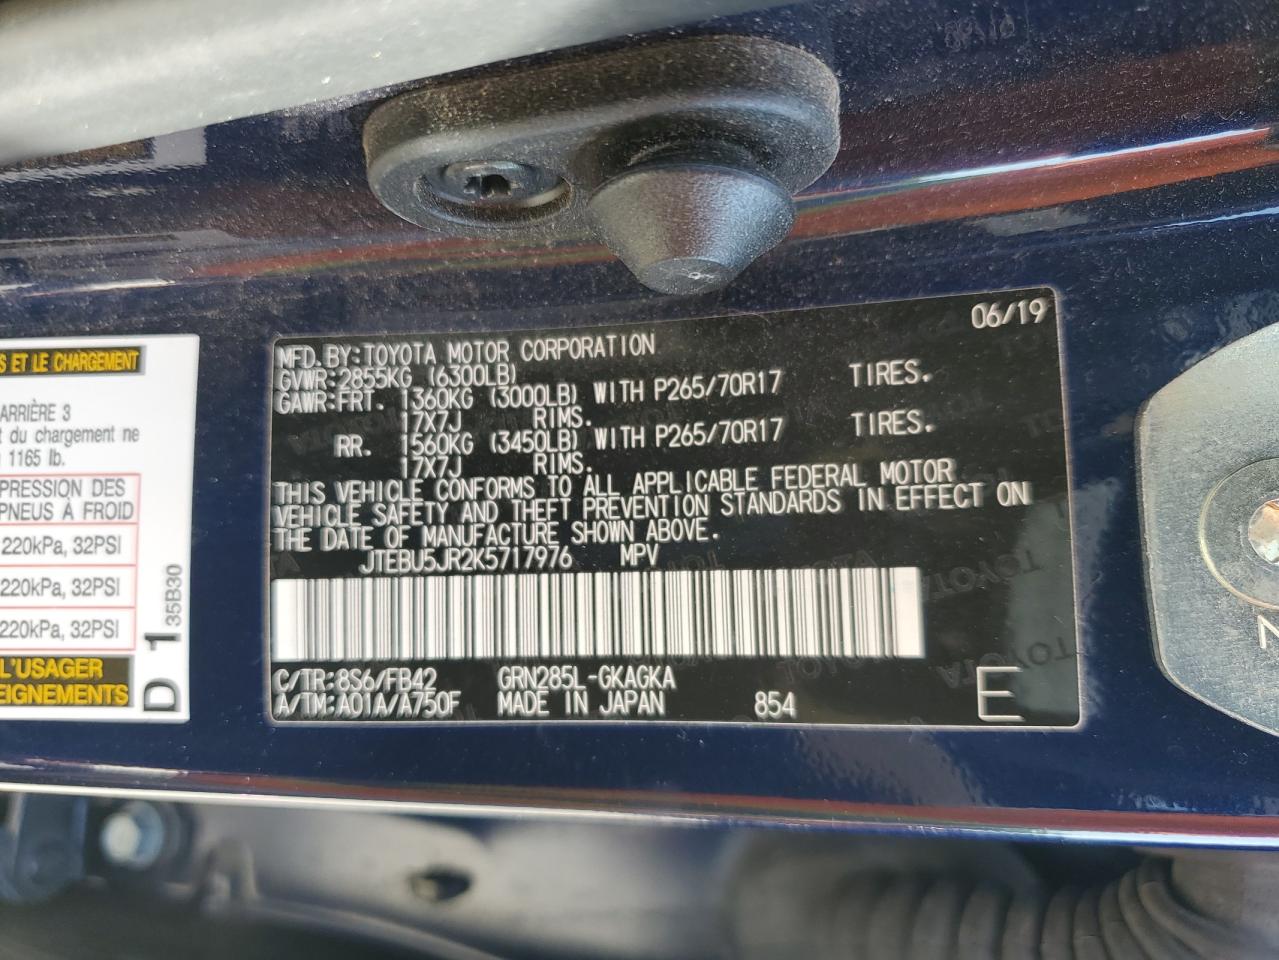 06/19
MFD.BY:TOYOTA MOTOR CORPORATION
GVWR:2855KG (6300LB)
GAWR:FRT. 1360KG (3000LB) WITH P265/70R17 TIRES.
17X7J RIMS.
RR. 1560KG (3450LB) WITH P265/70R17 TIRES.
17X7J RIMS.
THIS VEHICLE CONFORMS TO ALL APPLICABLE FEDERAL MOTOR
VEHICLE SAFETY AND THEFT PREVENTION STANDARDS IN EFFECT ON
THE DATE OF MANUFACTURE SHOWN ABOVE.
JTEBU5JR2K5717976 MPV
C/TR:8S6/FB42 GRN285L-GKAGKA
A/TM:A01A/A750F MADE IN JAPAN 854 E
ET LE CHARGEMENT
ARRIÈRE 3
du chargement ne
1165 lb.
PRESSION DES
PNEUS À FROID
220kPa, 32PSI
220kPa, 32PSI
220kPa, 32PSI
L'USAGER
D 1 35B30